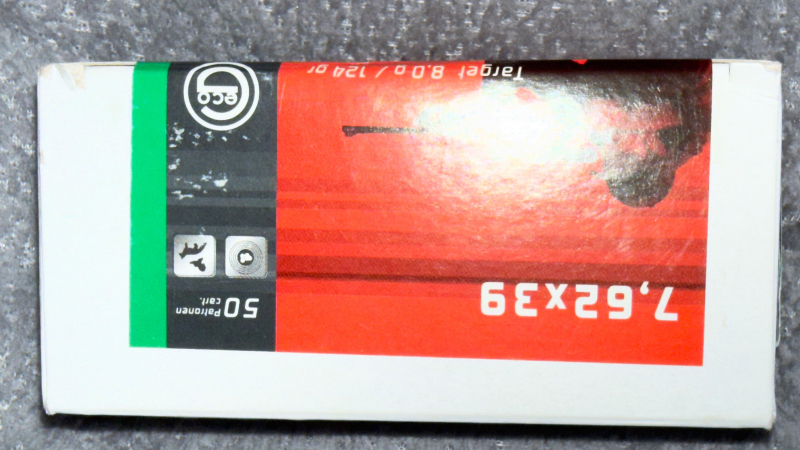 7,62x39
50 Patronen
cart.
Target 8,0 g / 124 gr
Geco